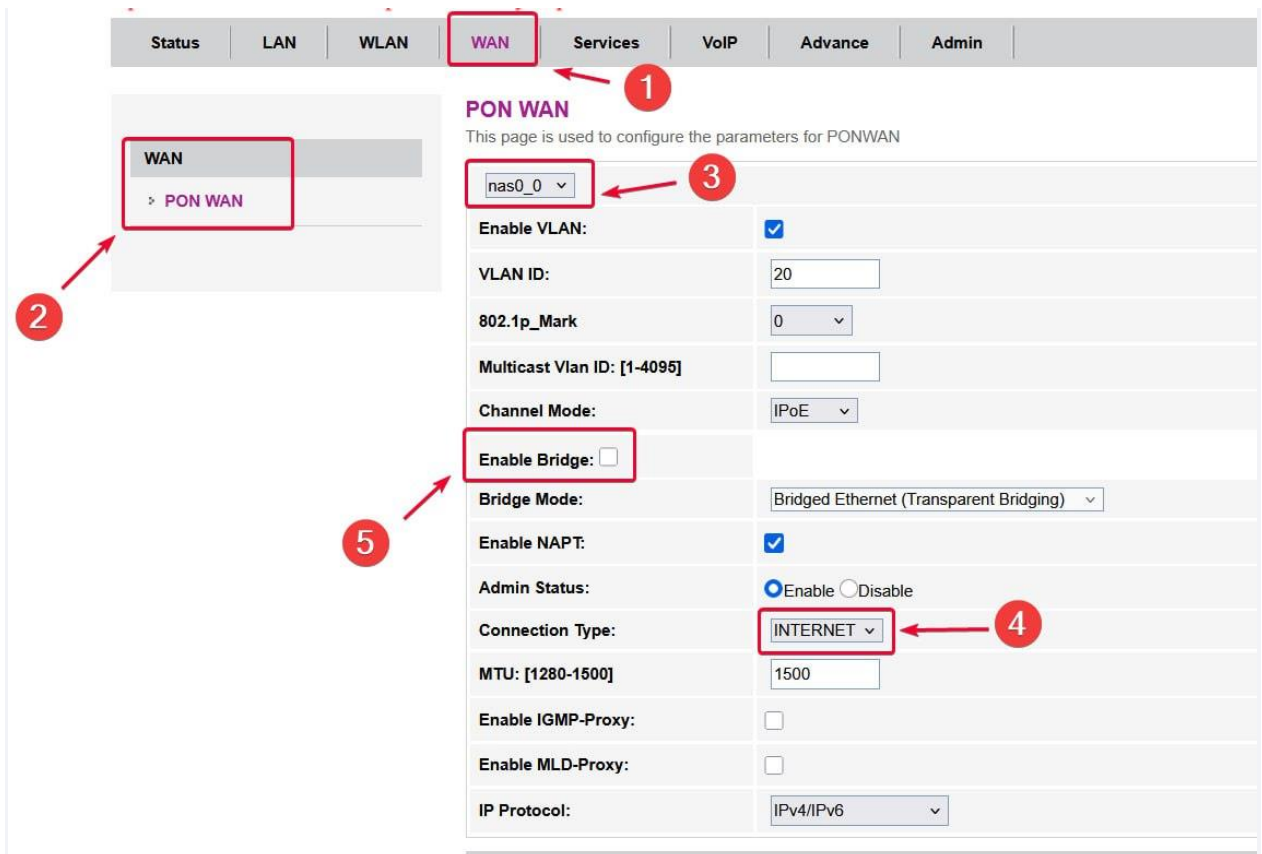 Status LAN WLAN WAN Services VoIP Advance Admin
1
PON WAN
This page is used to configure the parameters for PONWAN
WAN
PON WAN
2
nas0_0
3
Enable VLAN:
VLAN ID: 20
802.1p_Mark 0
Multicast Vlan ID: [1-4095]
Channel Mode: IPoE
Enable Bridge:
5
Bridge Mode: Bridged Ethernet (Transparent Bridging)
Enable NAPT:
Admin Status: Enable Disable
Connection Type: INTERNET
4
MTU: [1280-1500] 1500
Enable IGMP-Proxy:
Enable MLD-Proxy:
IP Protocol: IPv4/IPv6